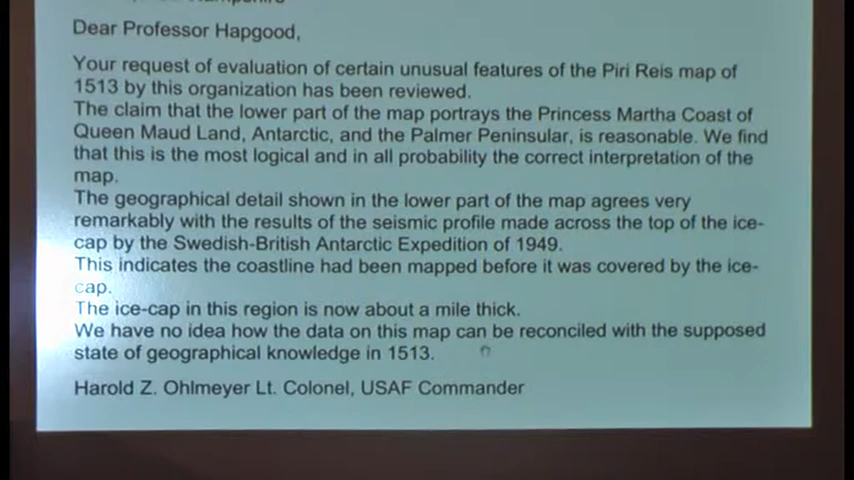 Dear Professor Hapgood,
Your request of evaluation of certain unusual features of the Piri Reis map of
1513 by this organization has been reviewed.
The claim that the lower part of the map portrays the Princess Martha Coast of
Queen Maud Land, Antarctic, and the Palmer Peninsular, is reasonable. We find
that this is the most logical and in all probability the correct interpretation of the
map.
The geographical detail shown in the lower part of the map agrees very
remarkably with the results of the seismic profile made across the top of the ice-
cap by the Swedish-British Antarctic Expedition of 1949.
This indicates the coastline had been mapped before it was covered by the ice-
cap.
The ice-cap in this region is now about a mile thick.
We have no idea how the data on this map can be reconciled with the supposed
state of geographical knowledge in 1513.
Harold Z. Ohlmeyer Lt. Colonel, USAF Commander